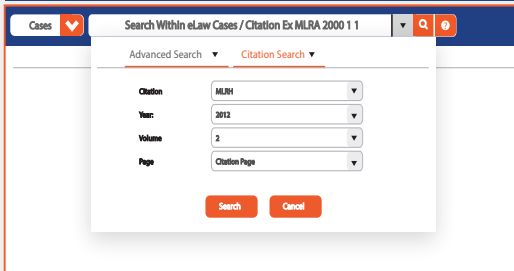 Cases Search Within eLaw Cases / Citation Ex MLRA 2000 1 1 ?
Advanced Search Citation Search
Citation MLRH
Year: 2012
Volume 2
Page Citation Page
Search Cancel